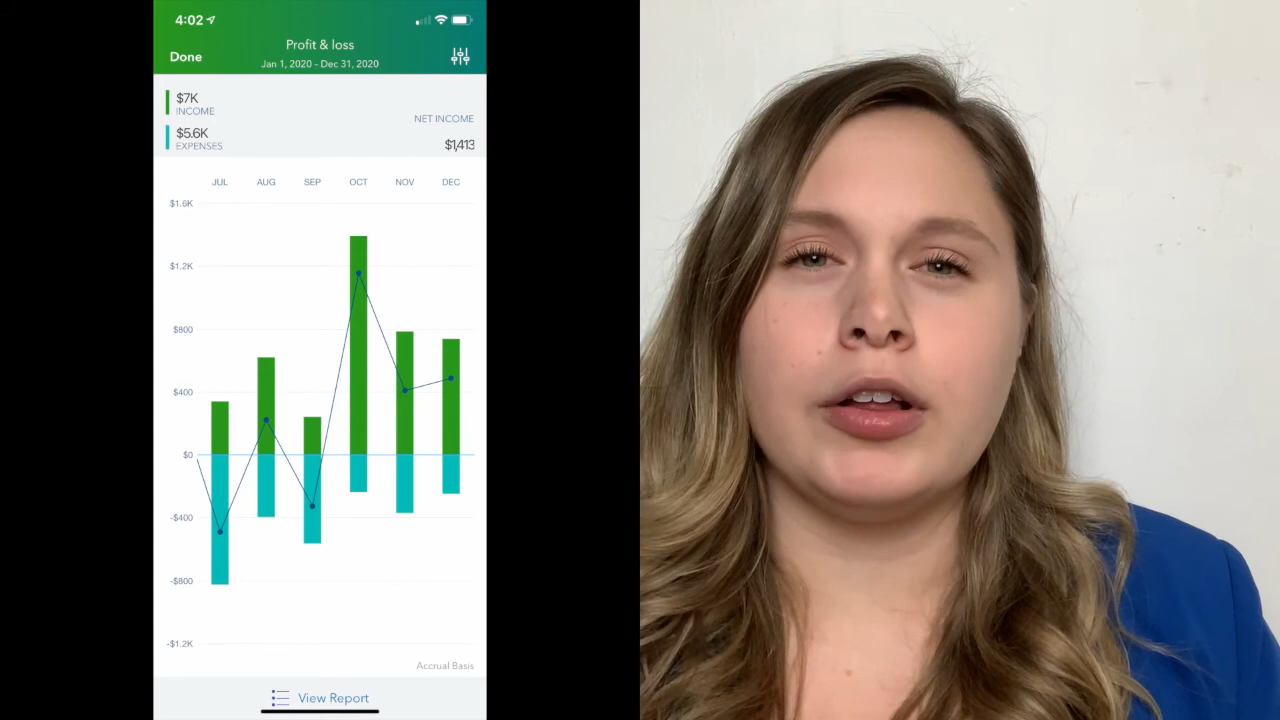 4:02
Done
Profit & loss
Jan 1, 2020 - Dec 31, 2020
$7K
INCOME
$5.6K
EXPENSES
NET INCOME
$1,413
JUL AUG SEP OCT NOV DEC
$1.6K
$1.2K
$800
$400
$0
-$400
-$800
-$1.2K
Accrual Basis
View Report